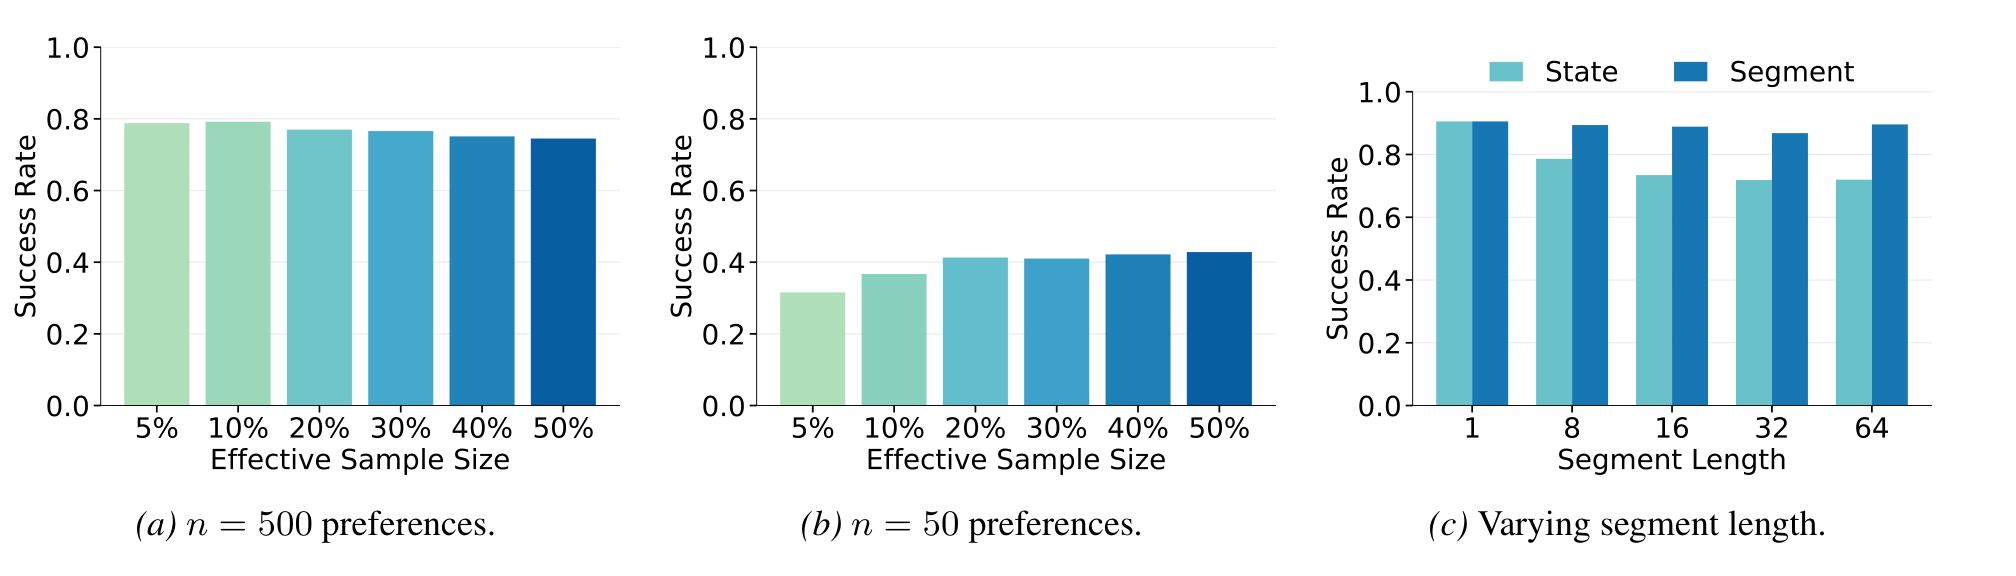 1.0
0.8
0.6
0.4
0.2
0.0
Success Rate
5% 10% 20% 30% 40% 50%
Effective Sample Size
(a) n = 500 preferences.
1.0
0.8
0.6
0.4
0.2
0.0
Success Rate
5% 10% 20% 30% 40% 50%
Effective Sample Size
(b) n = 50 preferences.
State Segment
1.0
0.8
0.6
0.4
0.2
0.0
Success Rate
1 8 16 32 64
Segment Length
(c) Varying segment length.